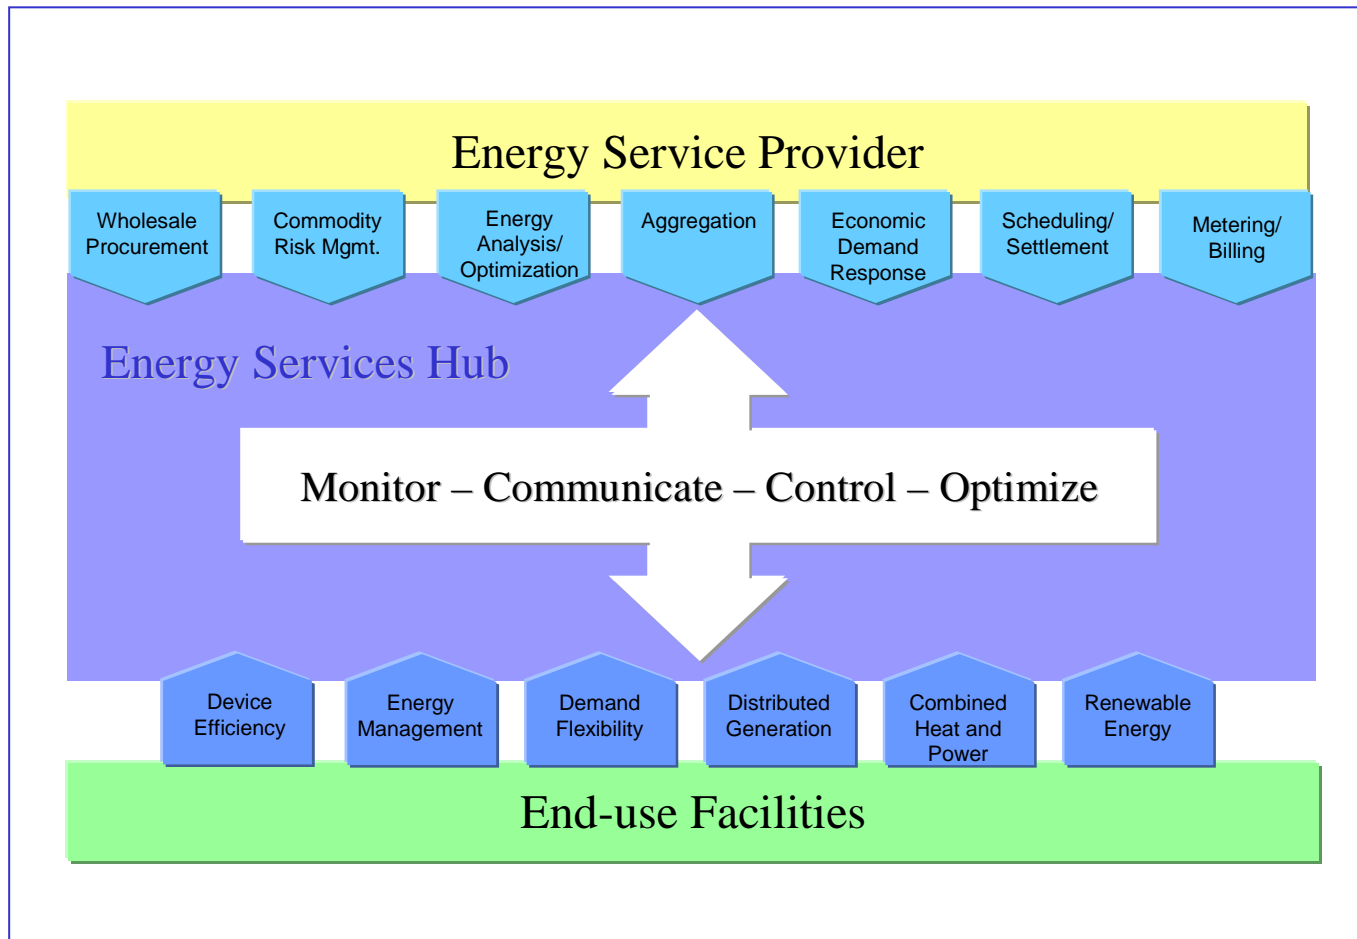 Energy Service Provider
Wholesale
Procurement
Commodity
Risk Mgmt.
Energy
Analysis/
Optimization
Aggregation
Economic
Demand
Response
Scheduling/
Settlement
Metering/
Billing
Energy Services Hub
Monitor – Communicate – Control – Optimize
Device
Efficiency
Energy
Management
Demand
Flexibility
Distributed
Generation
Combined
Heat and
Power
Renewable
Energy
End-use Facilities